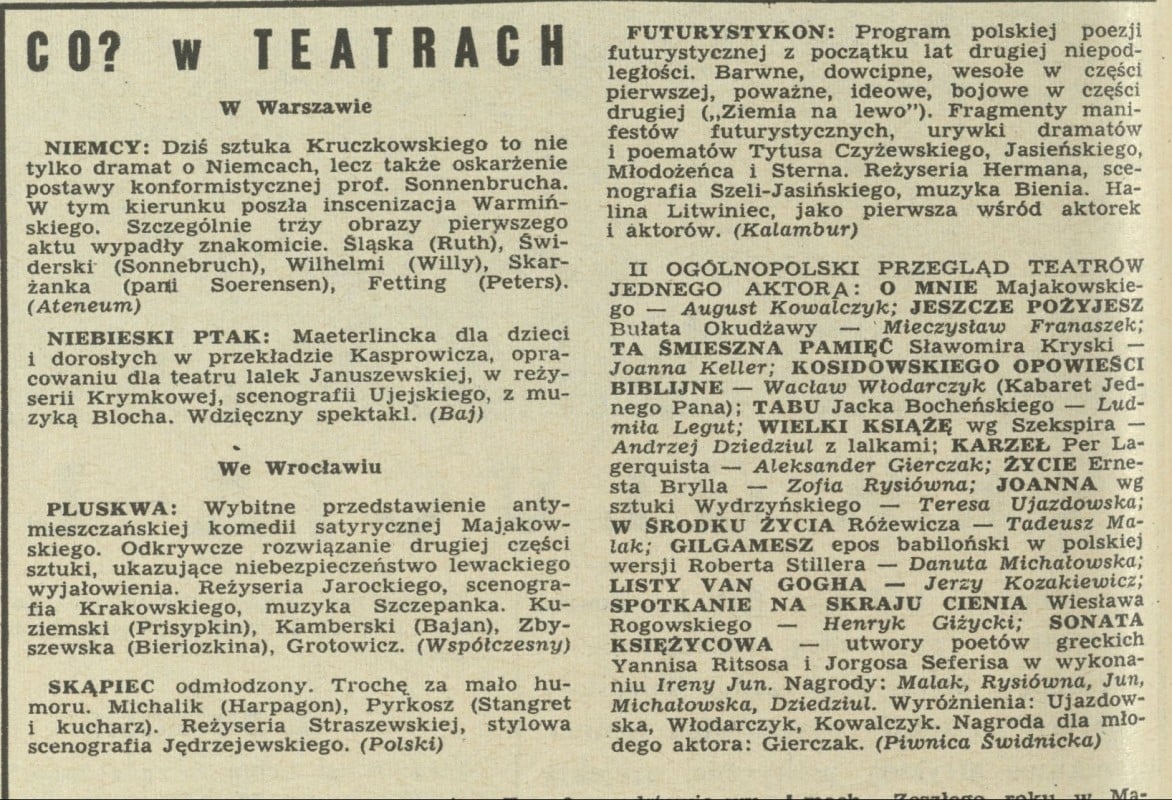 CO? w TEATRACH
W Warszawie
NIEMCY: Dziś sztuka Kruczkowskiego to nie
tylko dramat o Niemcach, lecz także oskarżenie
postawy konformistycznej prof. Sonnenbrucha.
W tym kierunku poszła inscenizacja Warmiń-
skiego. Szczególnie trzy obrazy pierwszego
aktu wypadły znakomicie. Śląska (Ruth), Świ-
derski (Sonnebruch), Wilhelmi (Willy), Skar-
żanka (pani Soerensen), Fetting (Peters).
(Ateneum)
NIEBIESKI PTAK: Maeterlincka dla dzieci
i dorosłych w przekładzie Kasprowicza, opra-
cowaniu dla teatru lalek Januszewskiej, w reży-
serii Krymkowej, scenografii Ujejskiego, z mu-
zyką Blocha. Wdzięczny spektakl. (Baj)
We Wrocławiu
PLUSKWA: Wybitne przedstawienie anty-
mieszczańskiej komedii satyrycznej Majakow-
skiego. Odkrywcze rozwiązanie drugiej części
sztuki, ukazujące niebezpieczeństwo lewackiego
wyjałowienia. Reżyseria Jarockiego, scenogra-
fia Krakowskiego, muzyka Szczepanka. Ku-
ziemski (Prisypkin), Kamberski (Bajan), Zby-
szewska (Bieriozkina), Grotowicz. (Współczesny)
SKĄPIEC odmłodzony. Trochę za mało hu-
moru. Michalik (Harpagon), Pyrkosz (Stangret
i kucharz). Reżyseria Straszewskiej, stylowa
scenografia Jędrzejewskiego. (Polski)
FUTURYSTYKON: Program polskiej poezji
futurystycznej z początku lat drugiej niepod-
ległości. Barwne, dowcipne, wesołe w części
pierwszej, poważne, ideowe, bojowe w części
drugiej („Ziemia na lewo"). Fragmenty mani-
festów futurystycznych, urywki dramatów
i poematów Tytusa Czyżewskiego, Jasieńskiego,
Młodożeńca i Sterna. Reżyseria Hermana, sce-
nografia Szeli-Jasińskiego, muzyka Bienia. Ha-
lina Litwiniec, jako pierwsza wśród aktorek
i aktorów. (Kalambur)
II OGÓLNOPOLSKI PRZEGLĄD TEATRÓW
JEDNEGO AKTORA: O MNIE Majakowskie-
go — August Kowalczyk; JESZCZE POŻYJESZ
Bułata Okudżawy — Mieczysław Franaszek;
TA ŚMIESZNA PAMIĘĆ Sławomira Kryski —
Joanna Keller; KOSIDOWSKIEGO OPOWIEŚCI
BIBLIJNE — Wacław Włodarczyk (Kabaret Jed-
nego Pana); TABU Jacka Bocheńskiego — Lud-
miła Legut; WIELKI KSIĄŻĘ wg Szekspira —
Andrzej Dziedziul z lalkami; KARZEŁ Per La-
gerquista — Aleksander Gierczak; ŻYCIE Erne-
sta Brylla — Zofia Rysiówna; JOANNA wg
sztuki Wydrzyńskiego — Teresa Ujazdowska;
W ŚRODKU ŻYCIA Różewicza — Tadeusz Ma-
lak; GILGAMESZ epos babiloński w polskiej
wersji Roberta Stillera — Danuta Michałowska;
LISTY VAN GOGHA — Jerzy Kozakiewicz;
SPOTKANIE NA SKRAJU CIENIA Wiesława
Rogowskiego — Henryk Giżycki; SONATA
KSIĘŻYCOWA — utwory poetów greckich
Yannisa Ritsosa i Jorgosa Seferisa w wykona-
niu Ireny Jun. Nagrody: Malak, Rysiówna, Jun,
Michałowska, Dziedziul. Wyróżnienia: Ujazdow-
ska, Włodarczyk, Kowalczyk. Nagroda dla mło-
dego aktora: Gierczak. (Piwnica Świdnicka)
Zeszłego roku w Ma-